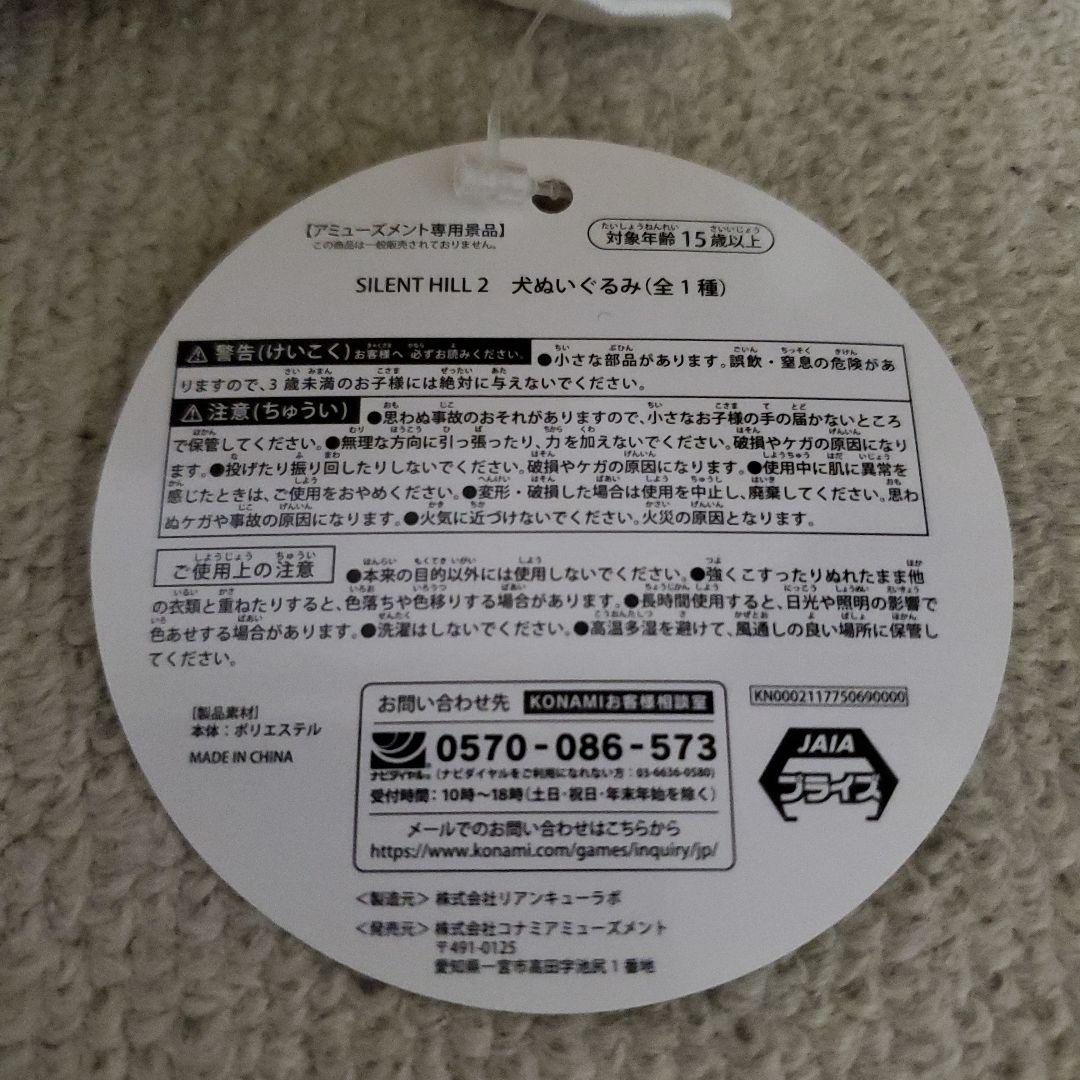 【アミューズメント専用景品】
この商品は一般販売されておりません。
対象年齢 15歳以上
SILENT HILL 2 犬ぬいぐるみ(全1種)
警告(けいこく)お客様へ 必ずお読みください。 ●小さな部品があります。誤飲・窒息の危険があ
りますので、3歳未満のお子様には絶対に与えないでください。
注意(ちゅうい) ●思わぬ事故のおそれがありますので、小さなお子様の手の届かないところ
で保管してください。●無理な方向に引っ張ったり、力を加えないでください。破損やケガの原因になり
ます。●投げたり振り回したりしないでください。破損やケガの原因になります。●使用中に肌に異常を
感じたときは、ご使用をおやめください。●変形・破損した場合は使用を中止し、廃棄してください。思わ
ぬケガや事故の原因になります。●火気に近づけないでください。火災の原因となります。
ご使用上の注意 ●本来の目的以外には使用しないでください。●強くこすったりぬれたまま他
の衣類と重ねたりすると、色落ちや色移りする場合があります。●長時間使用すると、日光や照明の影響で
色あせする場合があります。●洗濯はしないでください。●高温多湿を避けて、風通しの良い場所に保管し
てください。
[製品素材]
本体:ポリエステル
MADE IN CHINA
お問い合わせ先 KONAMIお客様相談室
ナビダイヤル® 0570-086-573
(ナビダイヤルをご利用になれない方:03-6636-0580)
受付時間:10時〜18時(土日・祝日・年末年始を除く)
メールでのお問い合わせはこちらから
https://www.konami.com/games/inquiry/jp/
KN0002117750690000
JAIA
プライズ
<製造元> 株式会社リアンキューラボ
<発売元> 株式会社コナミアミューズメント
〒491-0125
愛知県一宮市高田字池尻1番地